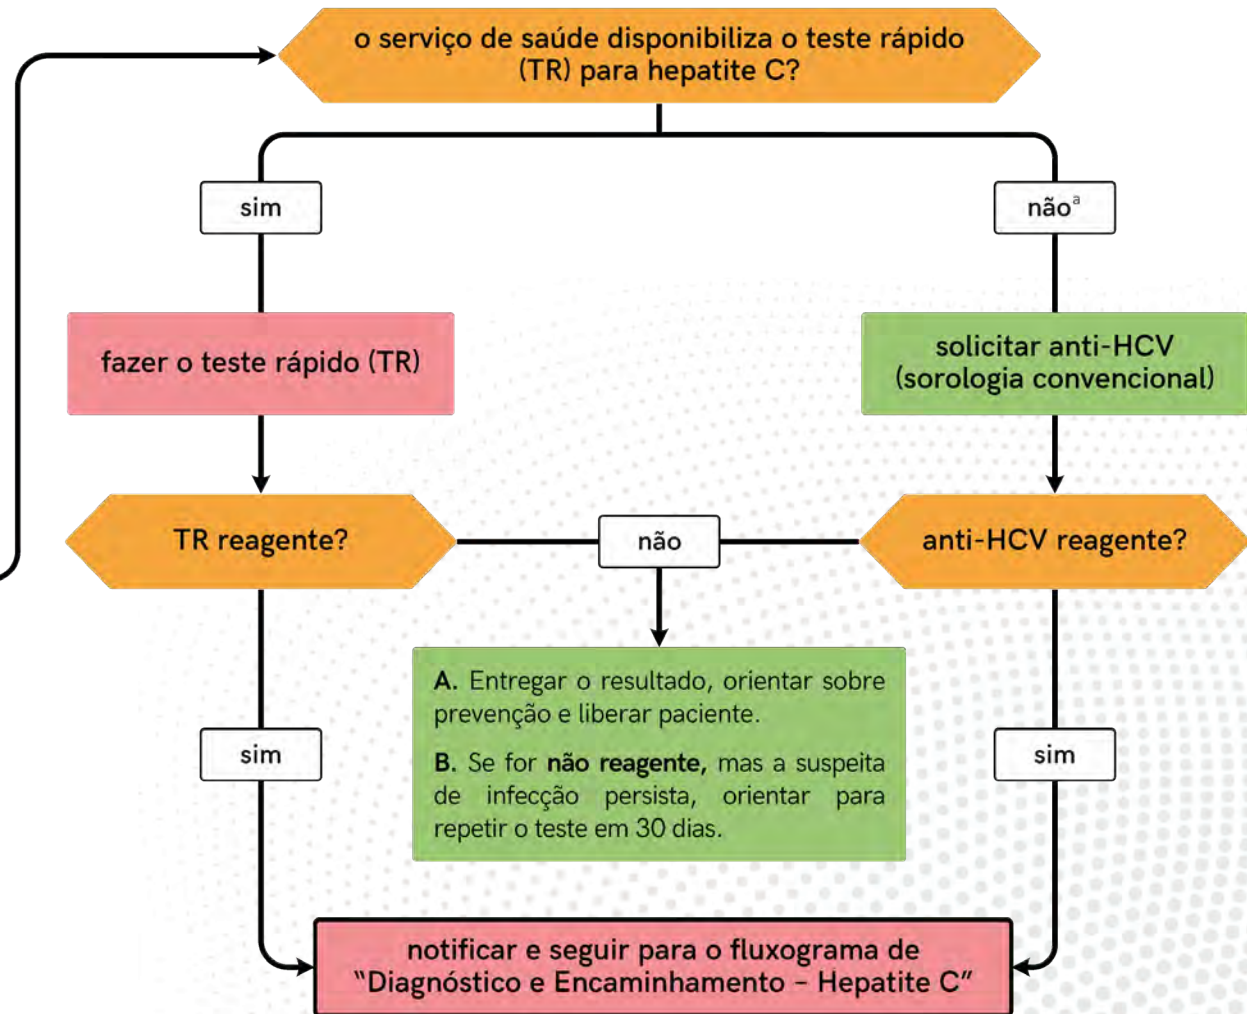 o serviço de saúde disponibiliza o teste rápido
(TR) para hepatite C?
sim
nãoᵃ
fazer o teste rápido (TR)
solicitar anti-HCV
(sorologia convencional)
TR reagente?
não
anti-HCV reagente?
A. Entregar o resultado, orientar sobre
prevenção e liberar paciente.
B. Se for não reagente, mas a suspeita
de infecção persista, orientar para
repetir o teste em 30 dias.
sim
sim
notificar e seguir para o fluxograma de
“Diagnóstico e Encaminhamento – Hepatite C”